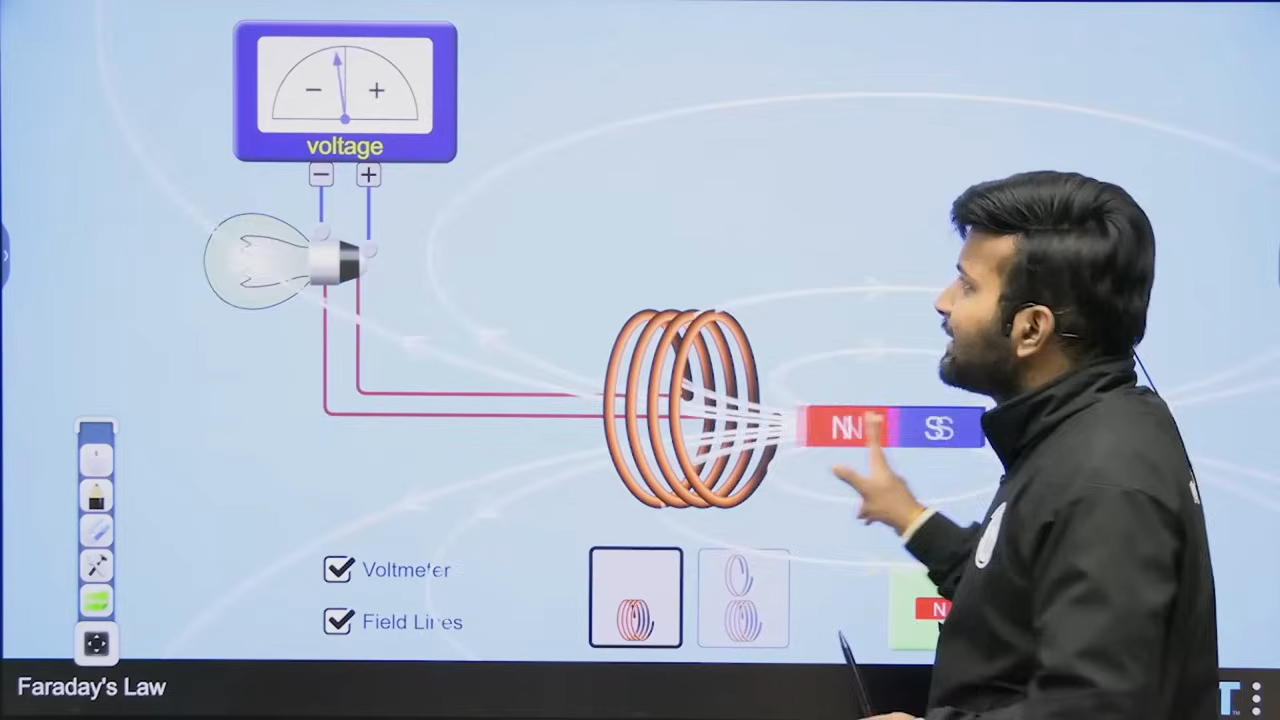 − +
voltage
− +
N S
Voltmeter
Field Lines
N
Faraday's Law
T